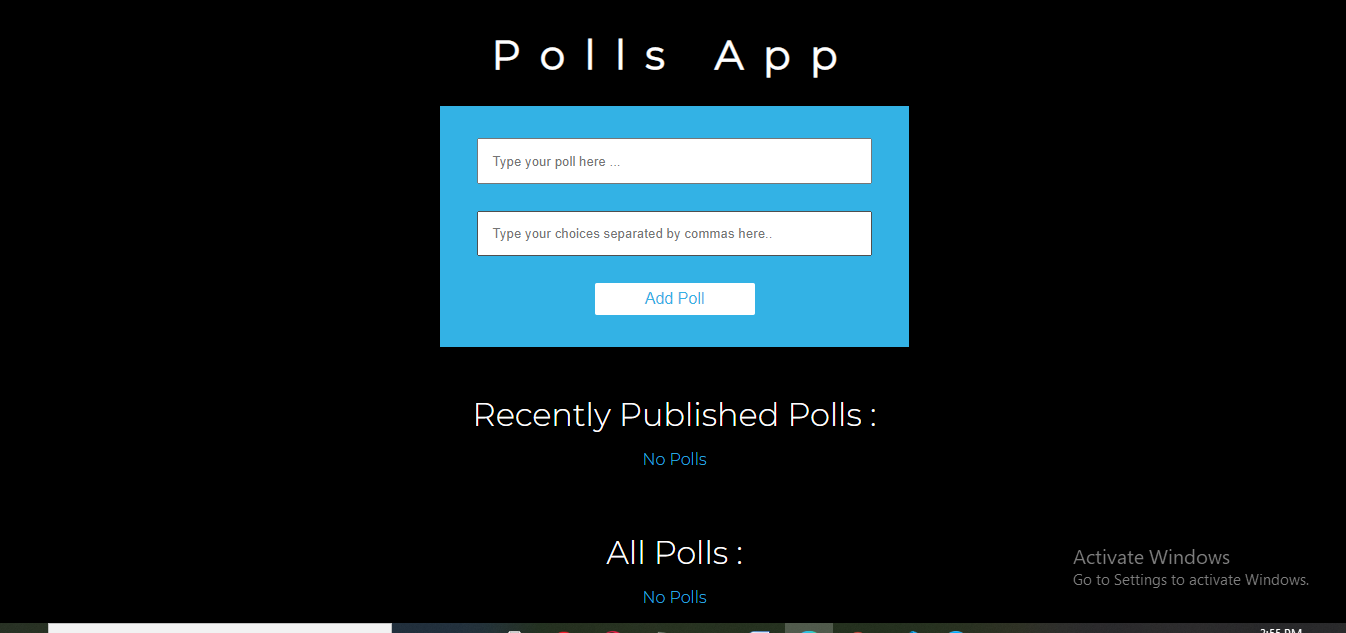 Polls App
Type your poll here ...
Type your choices separated by commas here..
Add Poll
Recently Published Polls :
No Polls
All Polls :
No Polls
Activate Windows
Go to Settings to activate Windows.